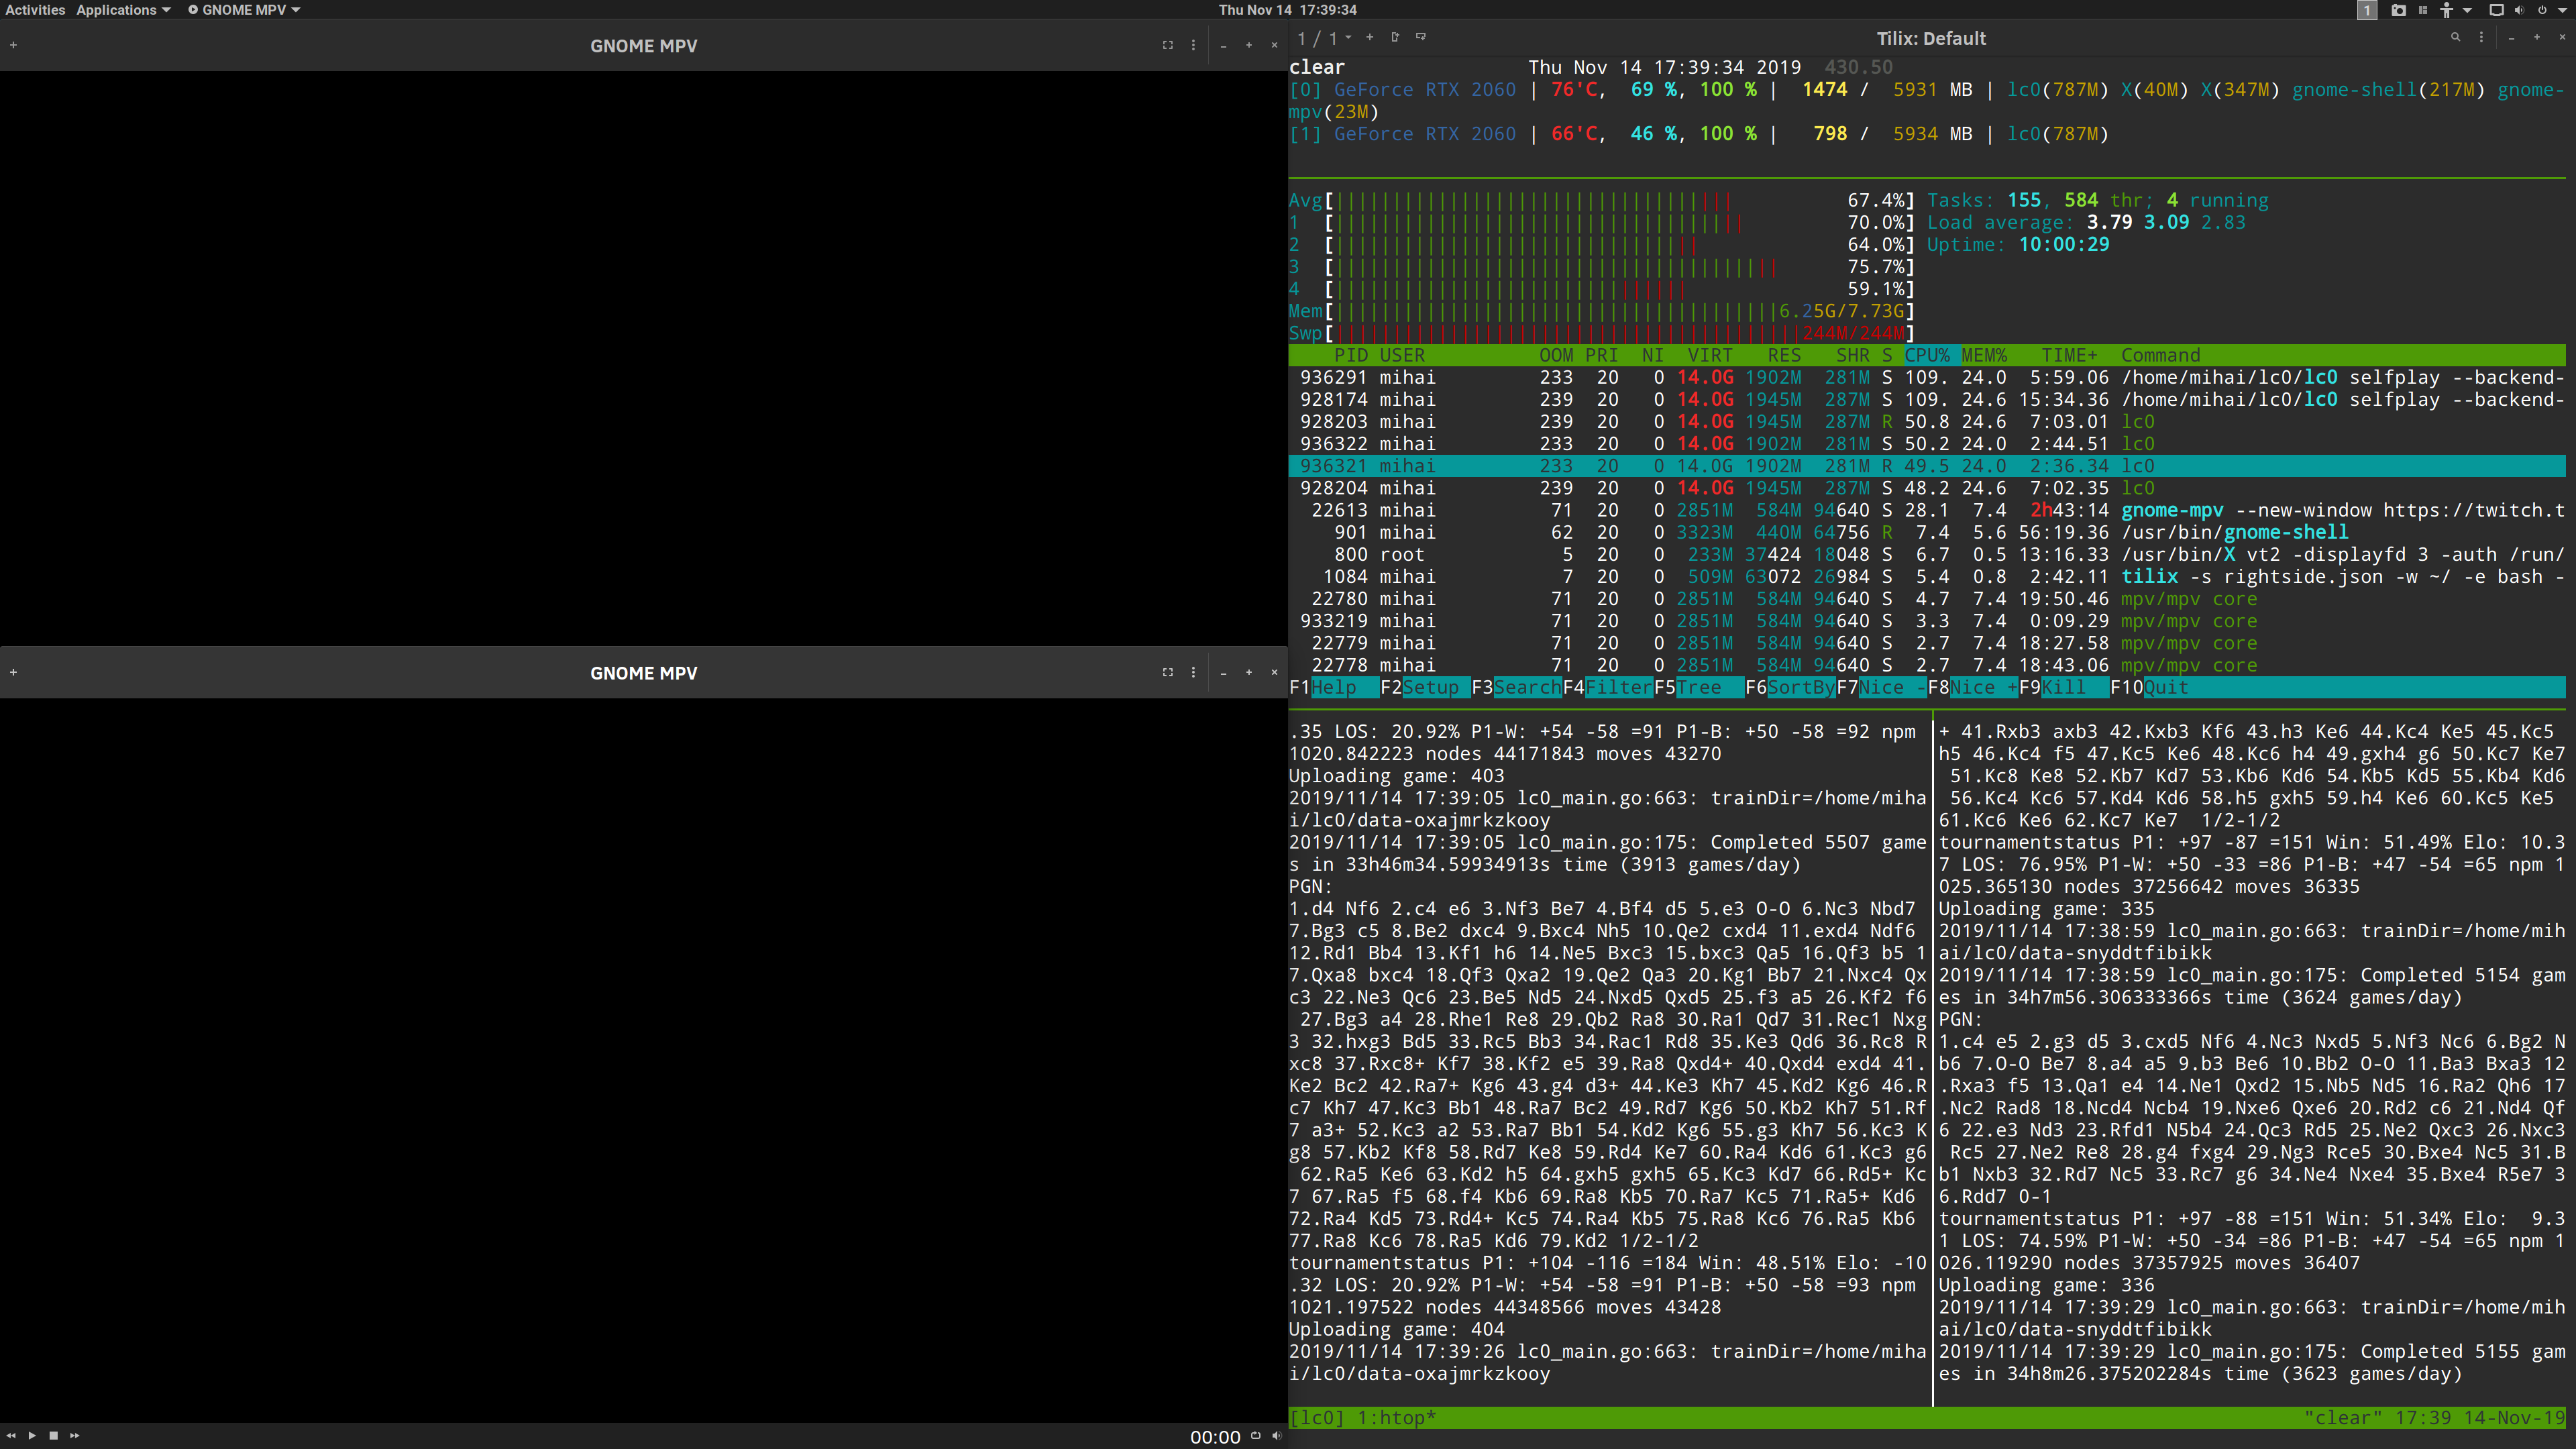 Activities Applications GNOME MPV Thu Nov 14 17:39:34 1
GNOME MPV
GNOME MPV
00:00
1 / 1 Tilix: Default
clear Thu Nov 14 17:39:34 2019 430.50
[0] GeForce RTX 2060 | 76'C, 69 %, 100 % | 1474 / 5931 MB | lc0(787M) X(40M) X(347M) gnome-shell(217M) gnome-
mpv(23M)
[1] GeForce RTX 2060 | 66'C, 46 %, 100 % | 798 / 5934 MB | lc0(787M)
Avg[ 67.4%] Tasks: 155, 584 thr; 4 running
1 [ 70.0%] Load average: 3.79 3.09 2.83
2 [ 64.0%] Uptime: 10:00:29
3 [ 75.7%]
4 [ 59.1%]
Mem[ 6.25G/7.73G]
Swp[ 244M/244M]
PID USER OOM PRI NI VIRT RES SHR S CPU% MEM% TIME+ Command
936291 mihai 233 20 0 14.0G 1902M 281M S 109. 24.0 5:59.06 /home/mihai/lc0/lc0 selfplay --backend-
928174 mihai 239 20 0 14.0G 1945M 287M S 109. 24.6 15:34.36 /home/mihai/lc0/lc0 selfplay --backend-
928203 mihai 239 20 0 14.0G 1945M 287M R 50.8 24.6 7:03.01 lc0
936322 mihai 233 20 0 14.0G 1902M 281M S 50.2 24.0 2:44.51 lc0
936321 mihai 233 20 0 14.0G 1902M 281M R 49.5 24.0 2:36.34 lc0
928204 mihai 239 20 0 14.0G 1945M 287M S 48.2 24.6 7:02.35 lc0
22613 mihai 71 20 0 2851M 584M 94640 S 28.1 7.4 2h43:14 gnome-mpv --new-window https://twitch.t
901 mihai 62 20 0 3323M 440M 64756 R 7.4 5.6 56:19.36 /usr/bin/gnome-shell
800 root 5 20 0 233M 37424 18048 S 6.7 0.5 13:16.33 /usr/bin/X vt2 -displayfd 3 -auth /run/
1084 mihai 7 20 0 509M 63072 26984 S 5.4 0.8 2:42.11 tilix -s rightside.json -w ~/ -e bash -
22780 mihai 71 20 0 2851M 584M 94640 S 4.7 7.4 19:50.46 mpv/mpv core
933219 mihai 71 20 0 2851M 584M 94640 S 3.3 7.4 0:09.29 mpv/mpv core
22779 mihai 71 20 0 2851M 584M 94640 S 2.7 7.4 18:27.58 mpv/mpv core
22778 mihai 71 20 0 2851M 584M 94640 S 2.7 7.4 18:43.06 mpv/mpv core
F1Help F2Setup F3SearchF4FilterF5Tree F6SortByF7Nice -F8Nice +F9Kill F10Quit
.35 LOS: 20.92% P1-W: +54 -58 =91 P1-B: +50 -58 =92 npm
1020.842223 nodes 44171843 moves 43270
Uploading game: 403
2019/11/14 17:39:05 lc0_main.go:663: trainDir=/home/miha
i/lc0/data-oxajmrkzkooy
2019/11/14 17:39:05 lc0_main.go:175: Completed 5507 game
s in 33h46m34.59934913s time (3913 games/day)
PGN:
1.d4 Nf6 2.c4 e6 3.Nf3 Be7 4.Bf4 d5 5.e3 O-O 6.Nc3 Nbd7
7.Bg3 c5 8.Be2 dxc4 9.Bxc4 Nh5 10.Qe2 cxd4 11.exd4 Ndf6
12.Rd1 Bb4 13.Kf1 h6 14.Ne5 Bxc3 15.bxc3 Qa5 16.Qf3 b5 1
7.Qxa8 bxc4 18.Qf3 Qxa2 19.Qe2 Qa3 20.Kg1 Bb7 21.Nxc4 Qx
c3 22.Ne3 Qc6 23.Be5 Nd5 24.Nxd5 Qxd5 25.f3 a5 26.Kf2 f6
27.Bg3 a4 28.Rhe1 Re8 29.Qb2 Ra8 30.Ra1 Qd7 31.Rec1 Nxg
3 32.hxg3 Bd5 33.Rc5 Bb3 34.Rac1 Rd8 35.Ke3 Qd6 36.Rc8 R
xc8 37.Rxc8+ Kf7 38.Kf2 e5 39.Ra8 Qxd4+ 40.Qxd4 exd4 41.
Ke2 Bc2 42.Ra7+ Kg6 43.g4 d3+ 44.Ke3 Kh7 45.Kd2 Kg6 46.R
c7 Kh7 47.Kc3 Bb1 48.Ra7 Bc2 49.Rd7 Kg6 50.Kb2 Kh7 51.Rf
7 a3+ 52.Kc3 a2 53.Ra7 Bb1 54.Kd2 Kg6 55.g3 Kh7 56.Kc3 K
g8 57.Kb2 Kf8 58.Rd7 Ke8 59.Rd4 Ke7 60.Ra4 Kd6 61.Kc3 g6
62.Ra5 Ke6 63.Kd2 h5 64.gxh5 gxh5 65.Kc3 Kd7 66.Rd5+ Kc
7 67.Ra5 f5 68.f4 Kb6 69.Ra8 Kb5 70.Ra7 Kc5 71.Ra5+ Kd6
72.Ra4 Kd5 73.Rd4+ Kc5 74.Ra4 Kb5 75.Ra8 Kc6 76.Ra5 Kb6
77.Ra8 Kc6 78.Ra5 Kd6 79.Kd2 1/2-1/2
tournamentstatus P1: +104 -116 =184 Win: 48.51% Elo: -10
.32 LOS: 20.92% P1-W: +54 -58 =91 P1-B: +50 -58 =93 npm
1021.197522 nodes 44348566 moves 43428
Uploading game: 404
2019/11/14 17:39:26 lc0_main.go:663: trainDir=/home/miha
i/lc0/data-oxajmrkzkooy
+ 41.Rxb3 axb3 42.Kxb3 Kf6 43.h3 Ke6 44.Kc4 Ke5 45.Kc5
h5 46.Kc4 f5 47.Kc5 Ke6 48.Kc6 h4 49.gxh4 g6 50.Kc7 Ke7
51.Kc8 Ke8 52.Kb7 Kd7 53.Kb6 Kd6 54.Kb5 Kd5 55.Kb4 Kd6
56.Kc4 Kc6 57.Kd4 Kd6 58.h5 gxh5 59.h4 Ke6 60.Kc5 Ke5
61.Kc6 Ke6 62.Kc7 Ke7 1/2-1/2
tournamentstatus P1: +97 -87 =151 Win: 51.49% Elo: 10.3
7 LOS: 76.95% P1-W: +50 -33 =86 P1-B: +47 -54 =65 npm 1
025.365130 nodes 37256642 moves 36335
Uploading game: 335
2019/11/14 17:38:59 lc0_main.go:663: trainDir=/home/mih
ai/lc0/data-snyddtfibikk
2019/11/14 17:38:59 lc0_main.go:175: Completed 5154 gam
es in 34h7m56.306333366s time (3624 games/day)
PGN:
1.c4 e5 2.g3 d5 3.cxd5 Nf6 4.Nc3 Nxd5 5.Nf3 Nc6 6.Bg2 N
b6 7.O-O Be7 8.a4 a5 9.b3 Be6 10.Bb2 O-O 11.Ba3 Bxa3 12
.Rxa3 f5 13.Qa1 e4 14.Ne1 Qxd2 15.Nb5 Nd5 16.Ra2 Qh6 17
.Nc2 Rad8 18.Ncd4 Ncb4 19.Nxe6 Qxe6 20.Rd2 c6 21.Nd4 Qf
6 22.e3 Nd3 23.Rfd1 N5b4 24.Qc3 Rd5 25.Ne2 Qxc3 26.Nxc3
Rc5 27.Ne2 Re8 28.g4 fxg4 29.Ng3 Rce5 30.Bxe4 Nc5 31.B
b1 Nxb3 32.Rd7 Nc5 33.Rc7 g6 34.Ne4 Nxe4 35.Bxe4 R5e7 3
6.Rdd7 0-1
tournamentstatus P1: +97 -88 =151 Win: 51.34% Elo: 9.3
1 LOS: 74.59% P1-W: +50 -34 =86 P1-B: +47 -54 =65 npm 1
026.119290 nodes 37357925 moves 36407
Uploading game: 336
2019/11/14 17:39:29 lc0_main.go:663: trainDir=/home/mih
ai/lc0/data-snyddtfibikk
2019/11/14 17:39:29 lc0_main.go:175: Completed 5155 gam
es in 34h8m26.375202284s time (3623 games/day)
[lc0] 1:htop* "clear" 17:39 14-Nov-19